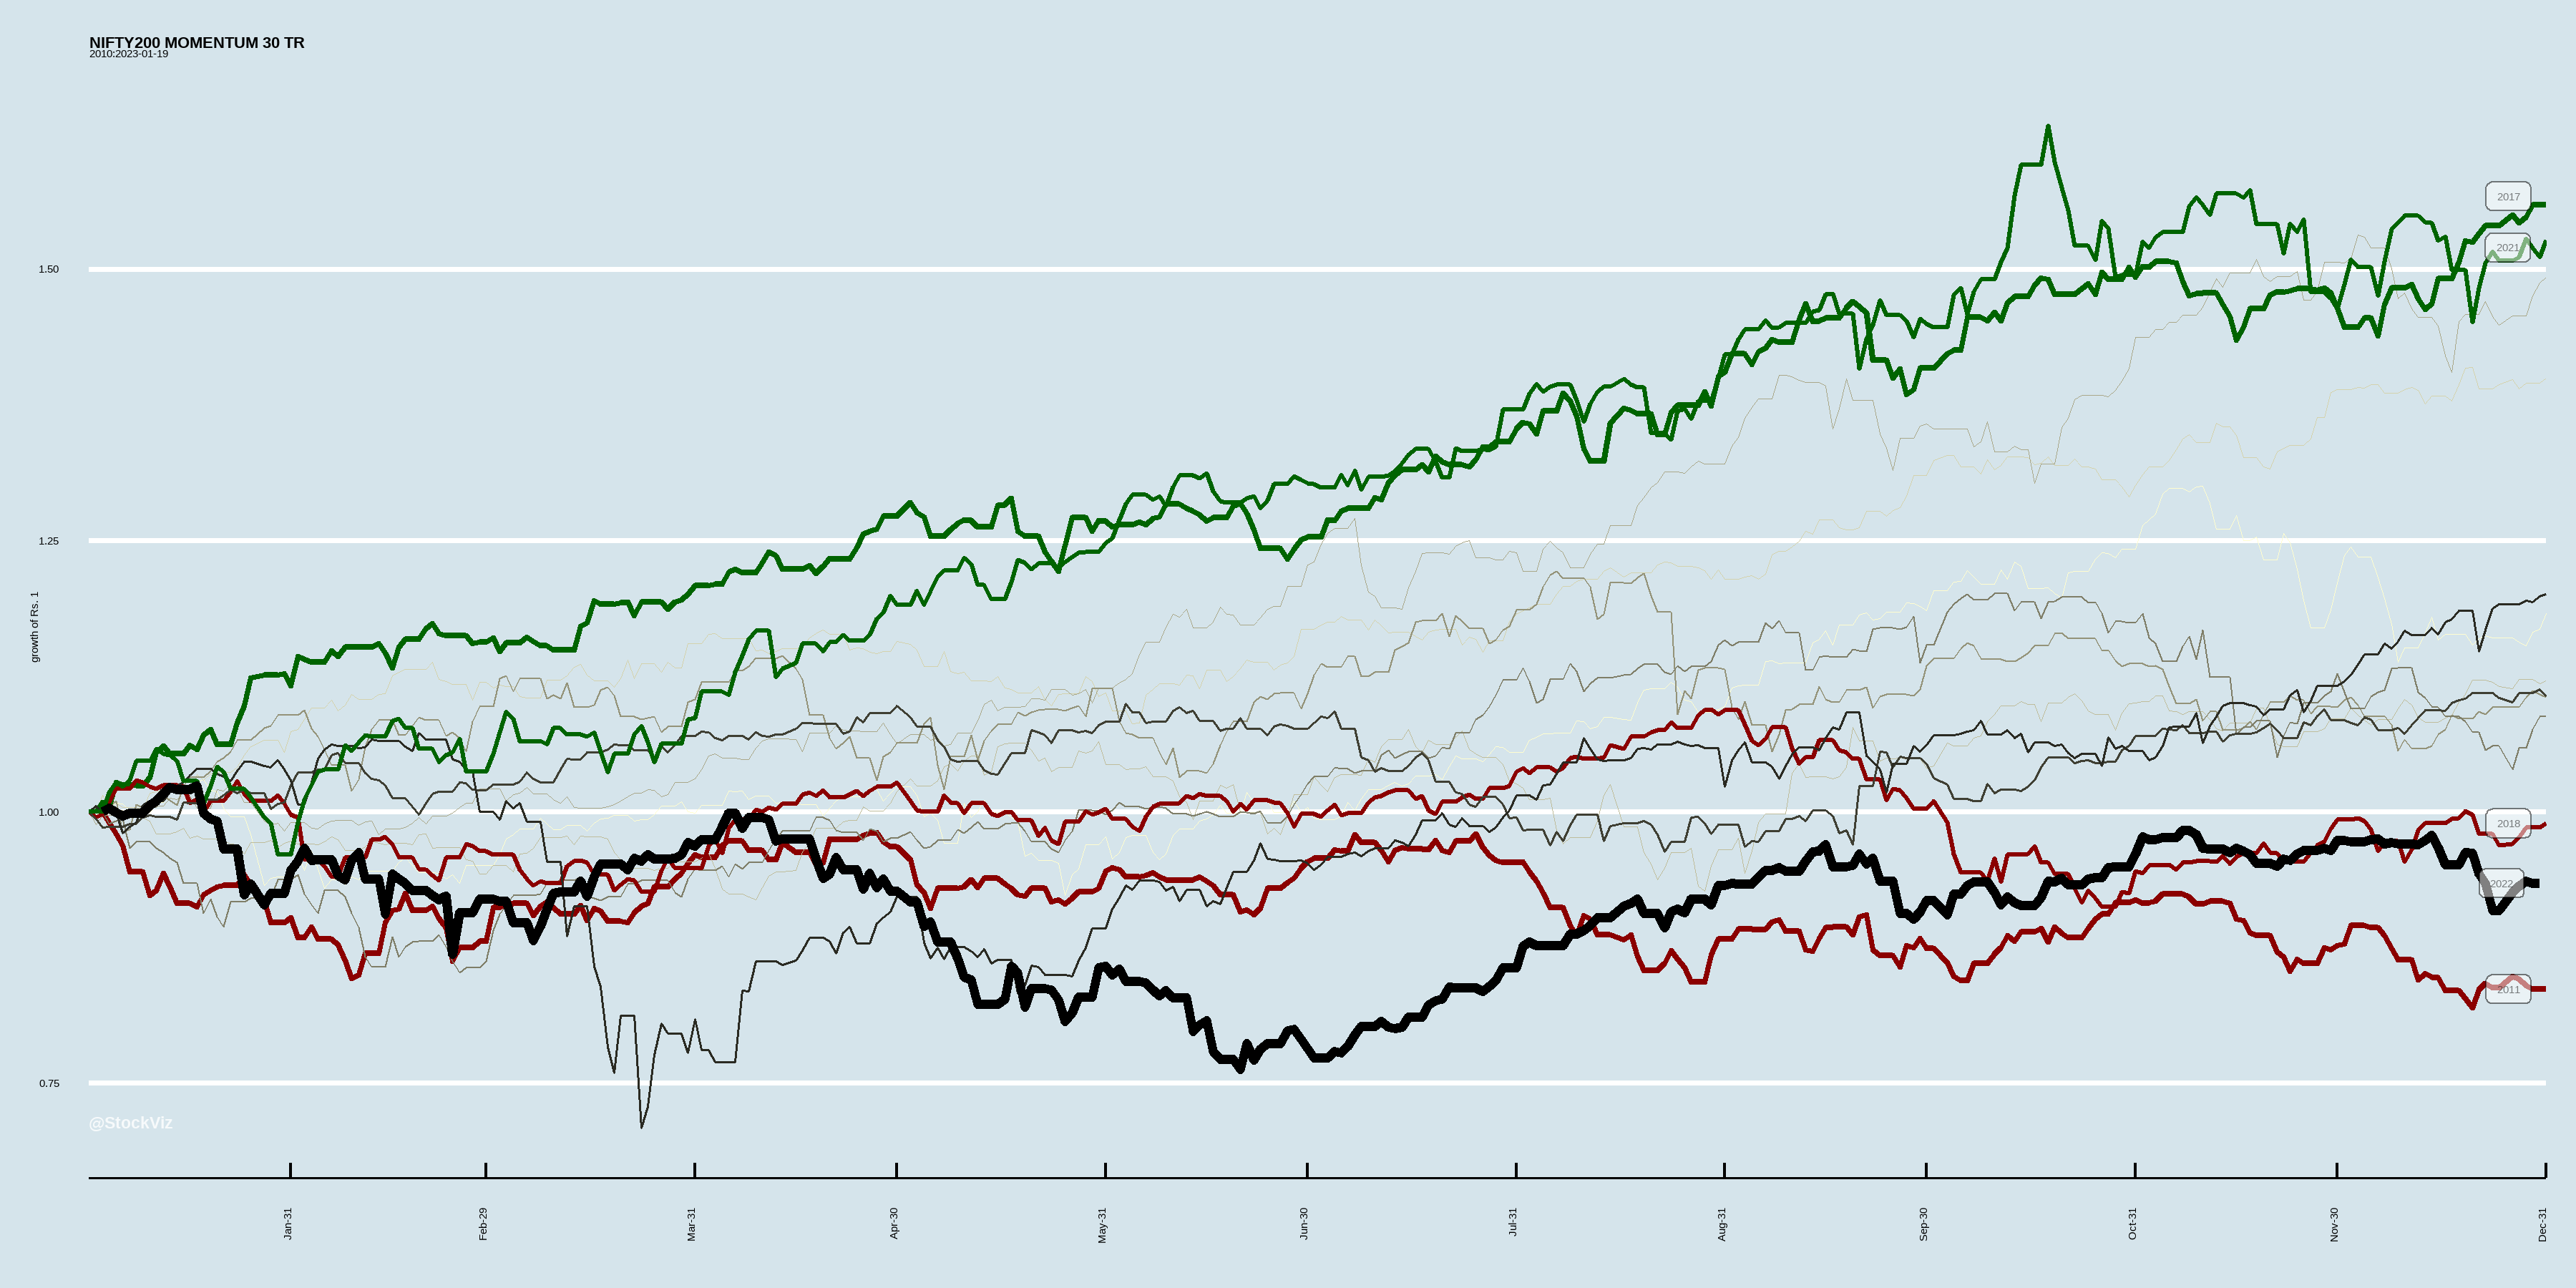 NIFTY200 MOMENTUM 30 TR
2010:2023-01-19
2017
2021
1.50
1.25
growth of Rs. 1
1.00
2018
2022
2011
0.75
@StockViz
Jan-31
Feb-29
Mar-31
Apr-30
May-31
Jun-30
Jul-31
Aug-31
Sep-30
Oct-31
Nov-30
Dec-31